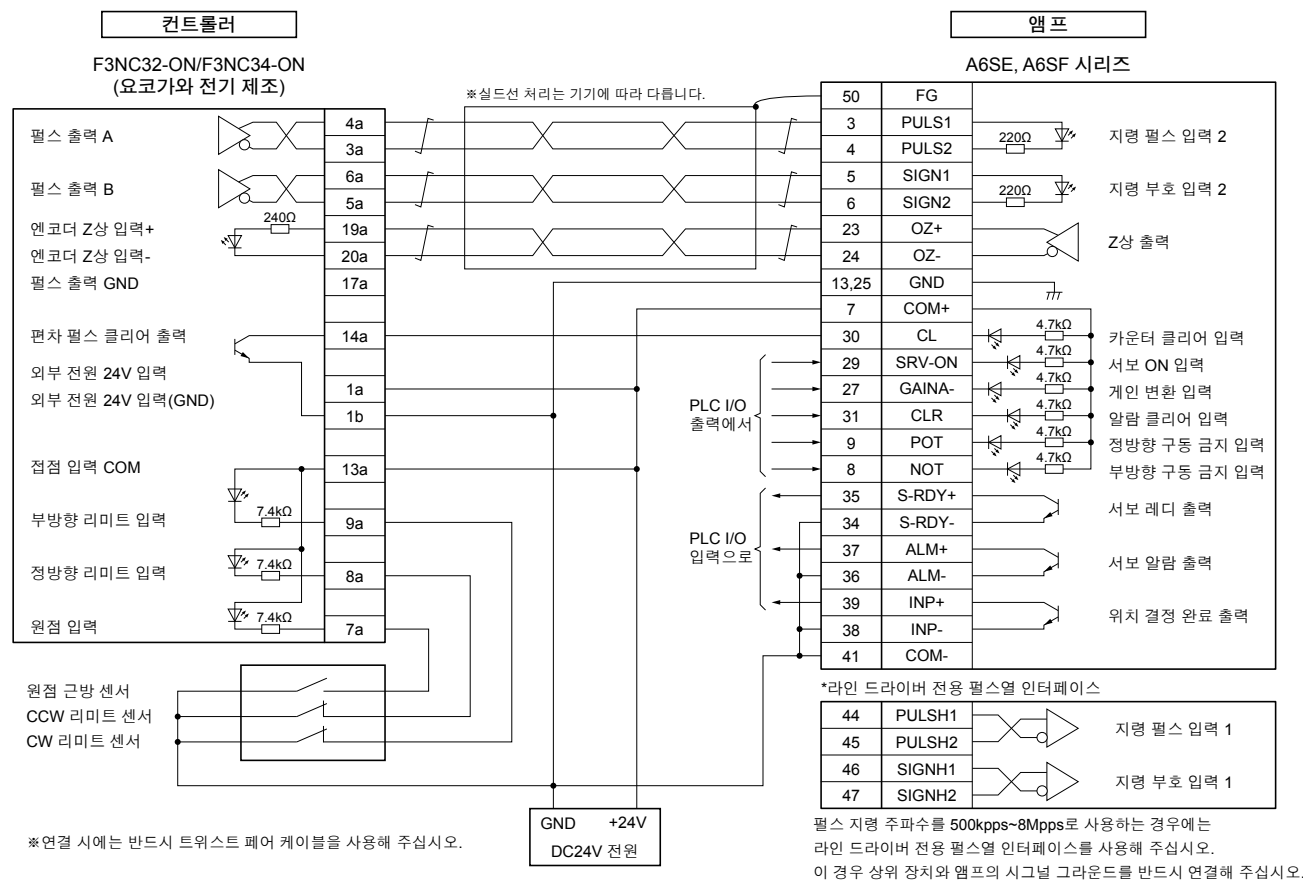 컨트롤러
F3NC32-ON/F3NC34-ON
(요코가와 전기 제조)
펄스 출력 A
펄스 출력 B
240Ω
엔코더 Z상 입력+
엔코더 Z상 입력-
펄스 출력 GND
편차 펄스 클리어 출력
외부 전원 24V 입력
외부 전원 24V 입력(GND)
접점 입력 COM
7.4kΩ
부방향 리미트 입력
7.4kΩ
정방향 리미트 입력
7.4kΩ
원점 입력
4a
3a
6a
5a
19a
20a
17a
14a
1a
1b
13a
9a
8a
7a
※실드선 처리는 기기에 따라 다릅니다.
원점 근방 센서
CCW 리미트 센서
CW 리미트 센서
※연결 시에는 반드시 트위스트 페어 케이블을 사용해 주십시오.
GND +24V
DC24V 전원
PLC I/O
출력에서
PLC I/O
입력으로
앰프
A6SE, A6SF 시리즈
50 FG
3 PULS1
4 PULS2
220Ω
지령 펄스 입력 2
5 SIGN1
6 SIGN2
220Ω
지령 부호 입력 2
23 OZ+
24 OZ-
Z상 출력
13,25 GND
7 COM+
30 CL 4.7kΩ 카운터 클리어 입력
29 SRV-ON 4.7kΩ 서보 ON 입력
27 GAINA- 4.7kΩ 게인 변환 입력
31 CLR 4.7kΩ 알람 클리어 입력
9 POT 4.7kΩ 정방향 구동 금지 입력
8 NOT 4.7kΩ 부방향 구동 금지 입력
35 S-RDY+
34 S-RDY-
서보 레디 출력
37 ALM+
36 ALM-
서보 알람 출력
39 INP+
38 INP-
위치 결정 완료 출력
41 COM-
*라인 드라이버 전용 펄스열 인터페이스
44 PULSH1
45 PULSH2
지령 펄스 입력 1
46 SIGNH1
47 SIGNH2
지령 부호 입력 1
펄스 지령 주파수를 500kpps~8Mpps로 사용하는 경우에는
라인 드라이버 전용 펄스열 인터페이스를 사용해 주십시오.
이 경우 상위 장치와 앰프의 시그널 그라운드를 반드시 연결해 주십시오.